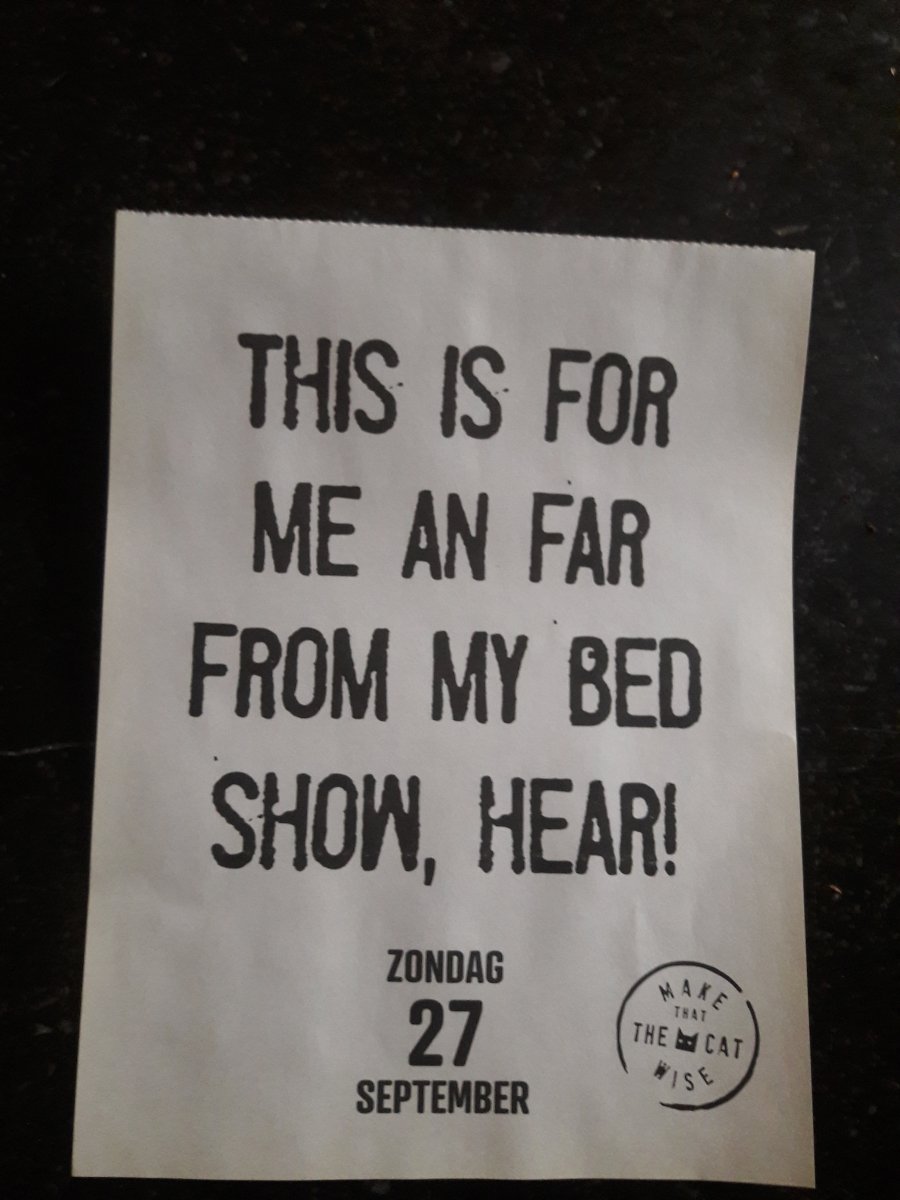 THIS IS FOR
ME AN FAR
FROM MY BED
SHOW, HEAR!
ZONDAG
27
SEPTEMBER
MAKE
THAT
THE CAT
WISE